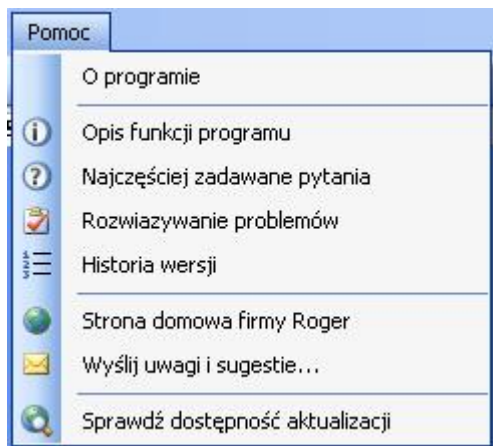 Pomoc
O programie
Opis funkcji programu
Najczęściej zadawane pytania
Rozwiazywanie problemów
Historia wersji
Strona domowa firmy Roger
Wyślij uwagi i sugestie...
Sprawdź dostępność aktualizacji